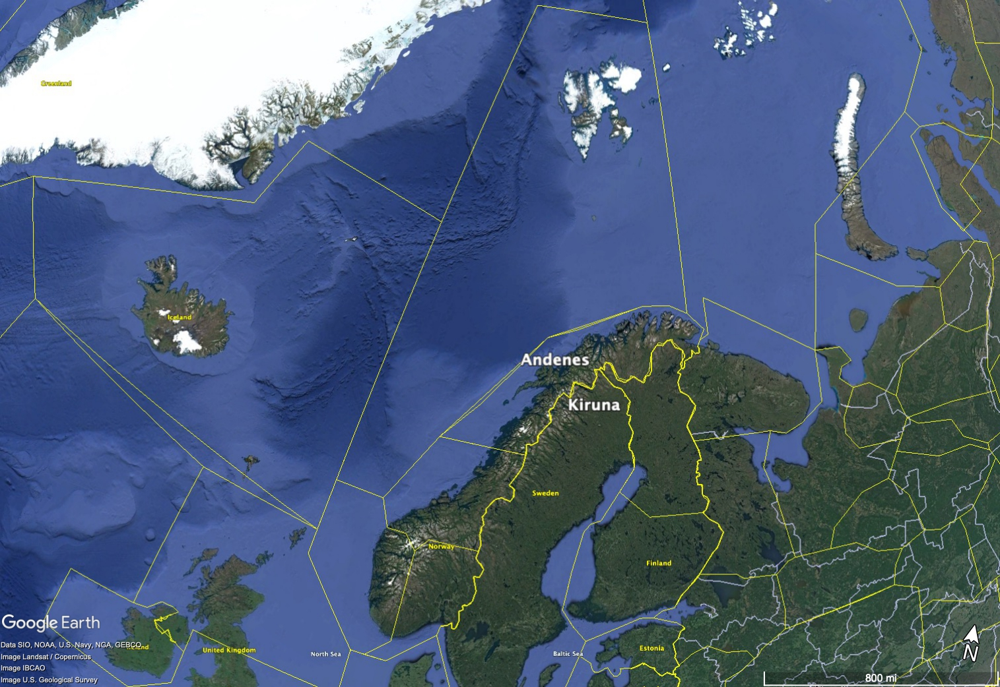 Greenland
Iceland
Andenes
Kiruna
Sweden
Norway
Finland
Google Earth
Ireland
United Kingdom
North Sea
Baltic Sea
Estonia
Data SIO, NOAA, U.S. Navy, NGA, GEBCO
Image Landsat / Copernicus
Image IBCAO
Image U.S. Geological Survey
N
800 mi